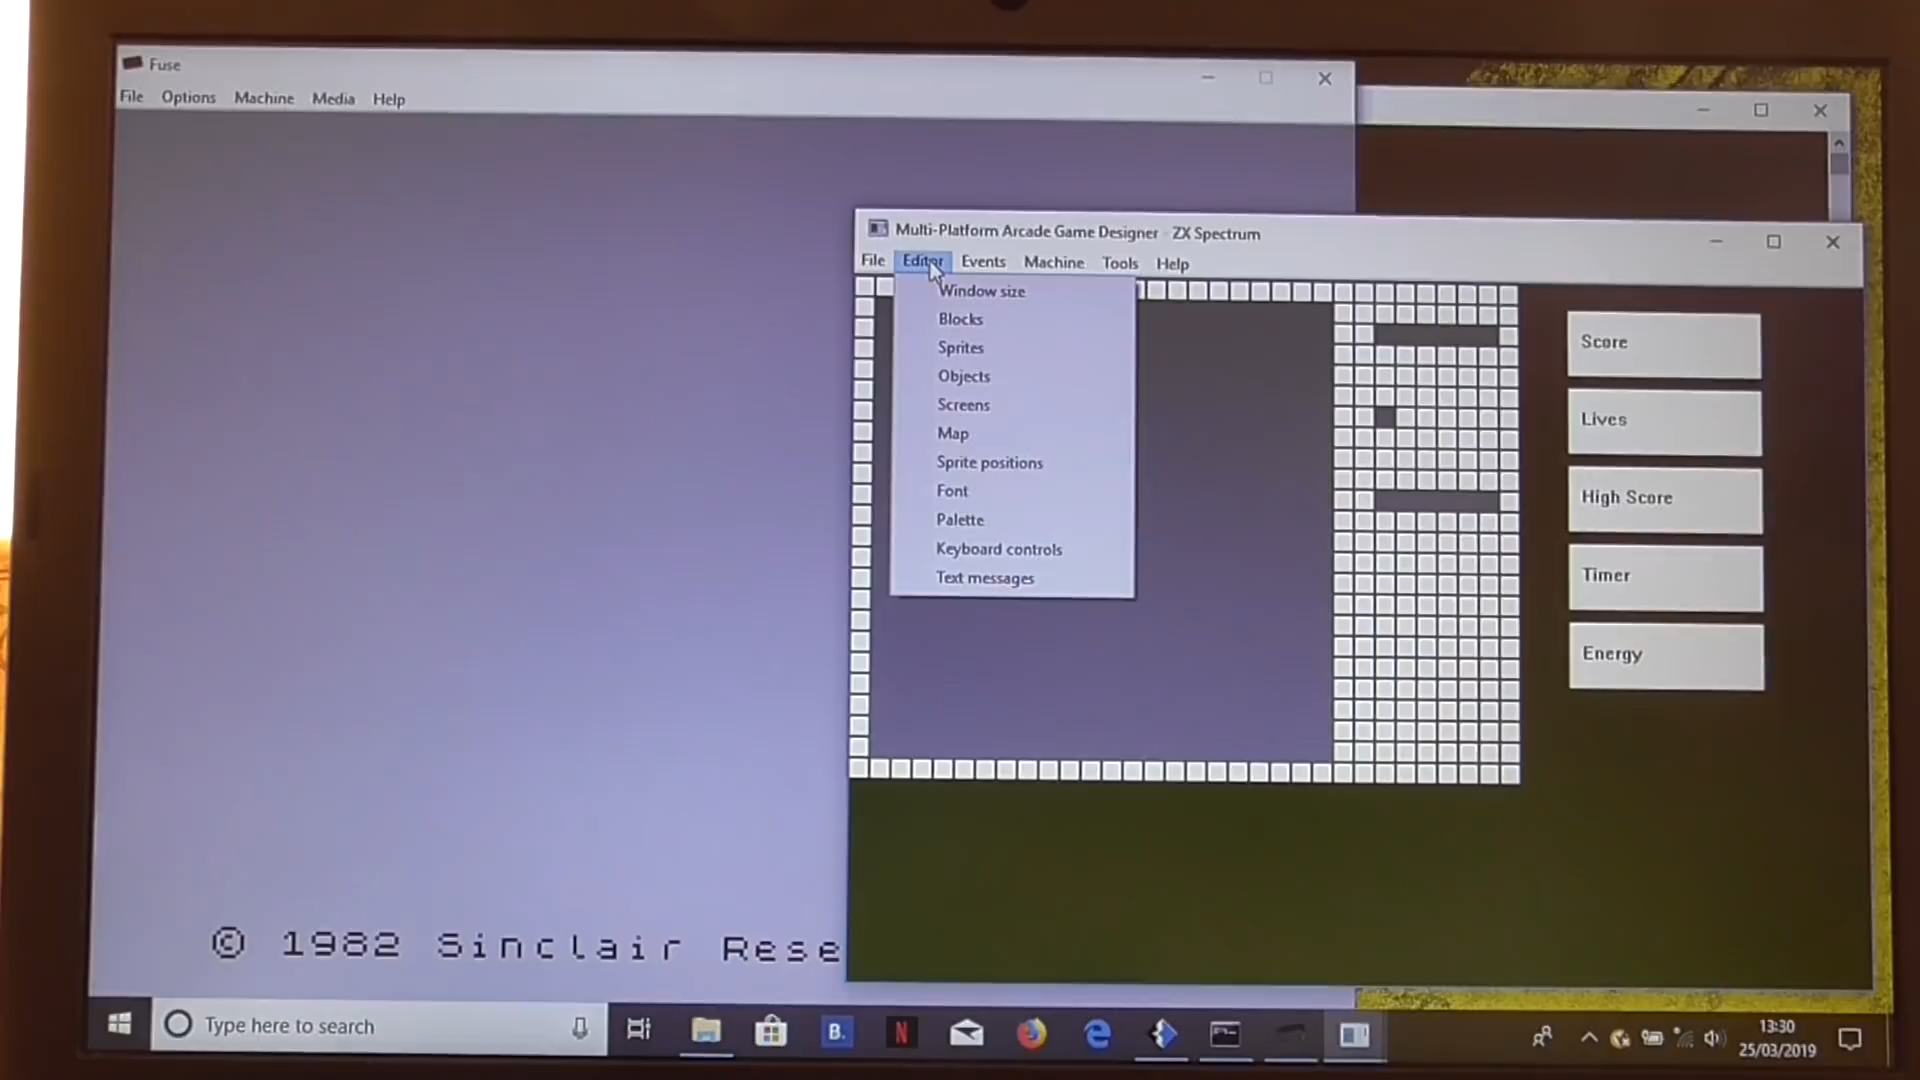 Fuse
File Options Machine Media Help
Multi-Platform Arcade Game Designer - ZX Spectrum
File Editor Events Machine Tools Help
Window size
Blocks
Sprites
Objects
Screens
Map
Sprite positions
Font
Palette
Keyboard controls
Text messages
Score
Lives
High Score
Timer
Energy
© 1982 Sinclair Rese
Type here to search
B.
N
13:30
25/03/2019